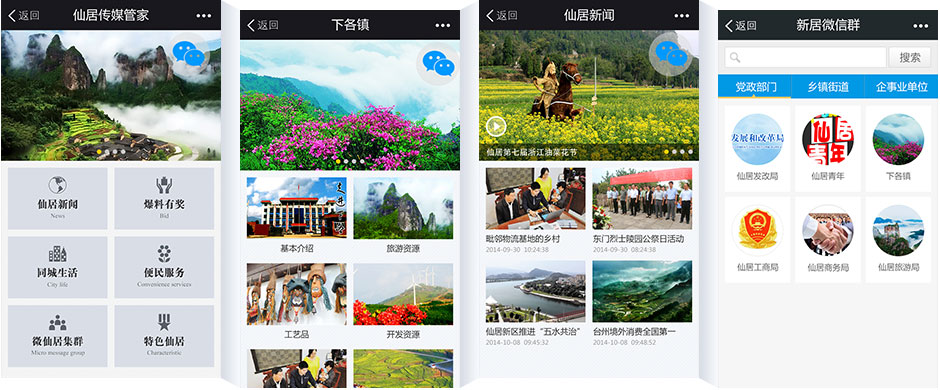 返回
仙居传媒管家
仙居新闻
News
爆料有奖
Bid
同城生活
City life
便民服务
Convenience services
微仙居集群
Micro message group
特色仙居
Characteristic
返回
下各镇
基本介绍
旅游资源
工艺品
开发资源
返回
仙居新闻
仙居第七届浙江油菜花节
毗邻物流基地的乡村
2014-09-30 10:24:38
东门烈士陵园公祭日活动
2014-09-30 08:24:38
仙居新区推进“五水共治”
2014-10-08 09:45:32
台州境外消费全国第一
2014-10-08 09:48:52
返回
新居微信群
搜索
党政部门
乡镇街道
企事业单位
发展和改革局
仙居发改局
仙居青年
仙居青年
下各镇
仙居工商局
仙居商务局
仙居旅游局